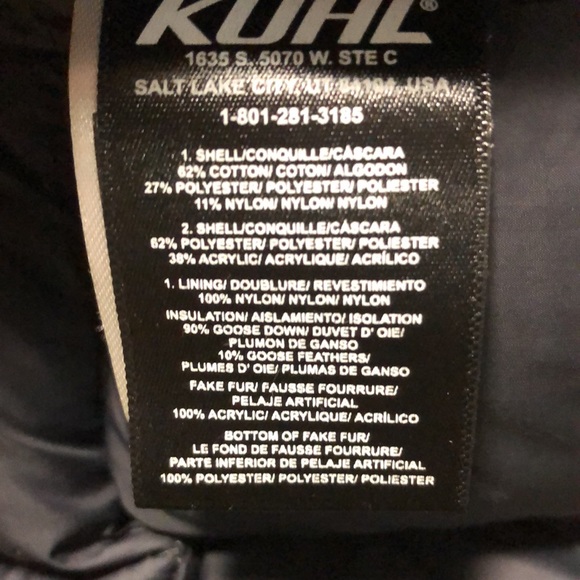 KÜHL®
1635 S. 5070 W. STE C
SALT LAKE CITY, UT 84104, USA
1-801-281-3185
1. SHELL/CONQUILLE/CÁSCARA
62% COTTON/ COTON/ ALGODON
27% POLYESTER/ POLYESTER/ POLIESTER
11% NYLON/ NYLON/ NYLON
2. SHELL/CONQUILLE/CÁSCARA
62% POLYESTER/ POLYESTER/ POLIESTER
38% ACRYLIC/ ACRYLIQUE/ ACRÍLICO
1. LINING/ DOUBLURE/ REVESTIMIENTO
100% NYLON/ NYLON/ NYLON
INSULATION/ AISLAMIENTO/ ISOLATION
90% GOOSE DOWN/ DUVET D' OIE/
PLUMON DE GANSO
10% GOOSE FEATHERS/
PLUMES D' OIE/ PLUMAS DE GANSO
FAKE FUR/ FAUSSE FOURRURE/
PELAJE ARTIFICIAL
100% ACRYLIC/ ACRYLIQUE/ ACRÍLICO
BOTTOM OF FAKE FUR/
LE FOND DE FAUSSE FOURRURE/
PARTE INFERIOR DE PELAJE ARTIFICIAL
100% POLYESTER/ POLYESTER/ POLIESTER